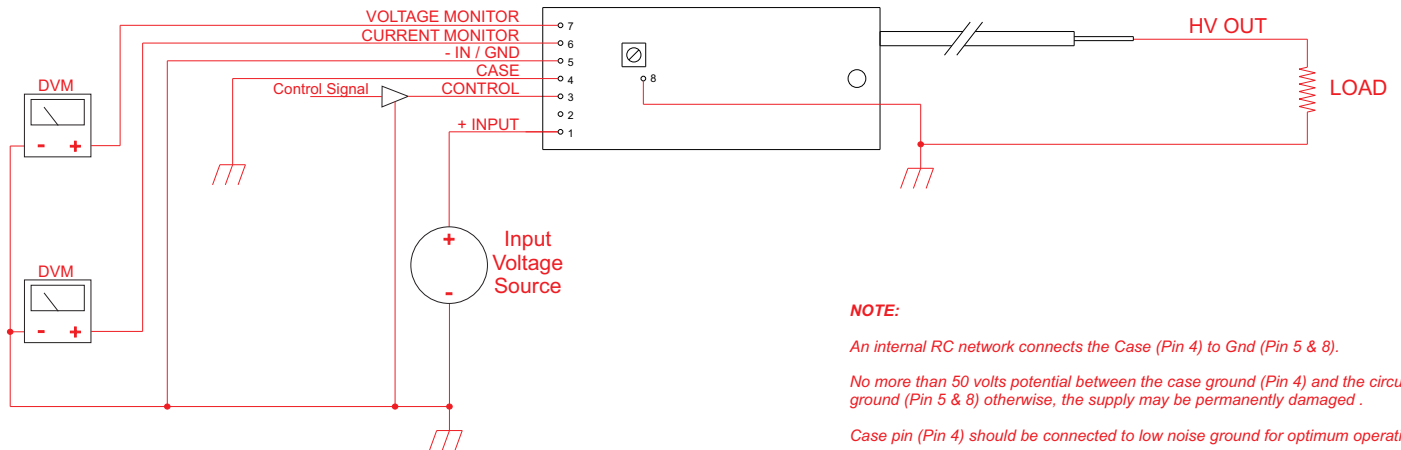 VOLTAGE MONITOR
7
CURRENT MONITOR
6
- IN / GND
5
CASE
4
Control Signal
CONTROL
3
2
+ INPUT
1
8
HV OUT
LOAD
DVM
- +
DVM
- +
+
Input
Voltage
Source
-
NOTE:
An internal RC network connects the Case (Pin 4) to Gnd (Pin 5 & 8).
No more than 50 volts potential between the case ground (Pin 4) and the circu
ground (Pin 5 & 8) otherwise, the supply may be permanently damaged .
Case pin (Pin 4) should be connected to low noise ground for optimum operati